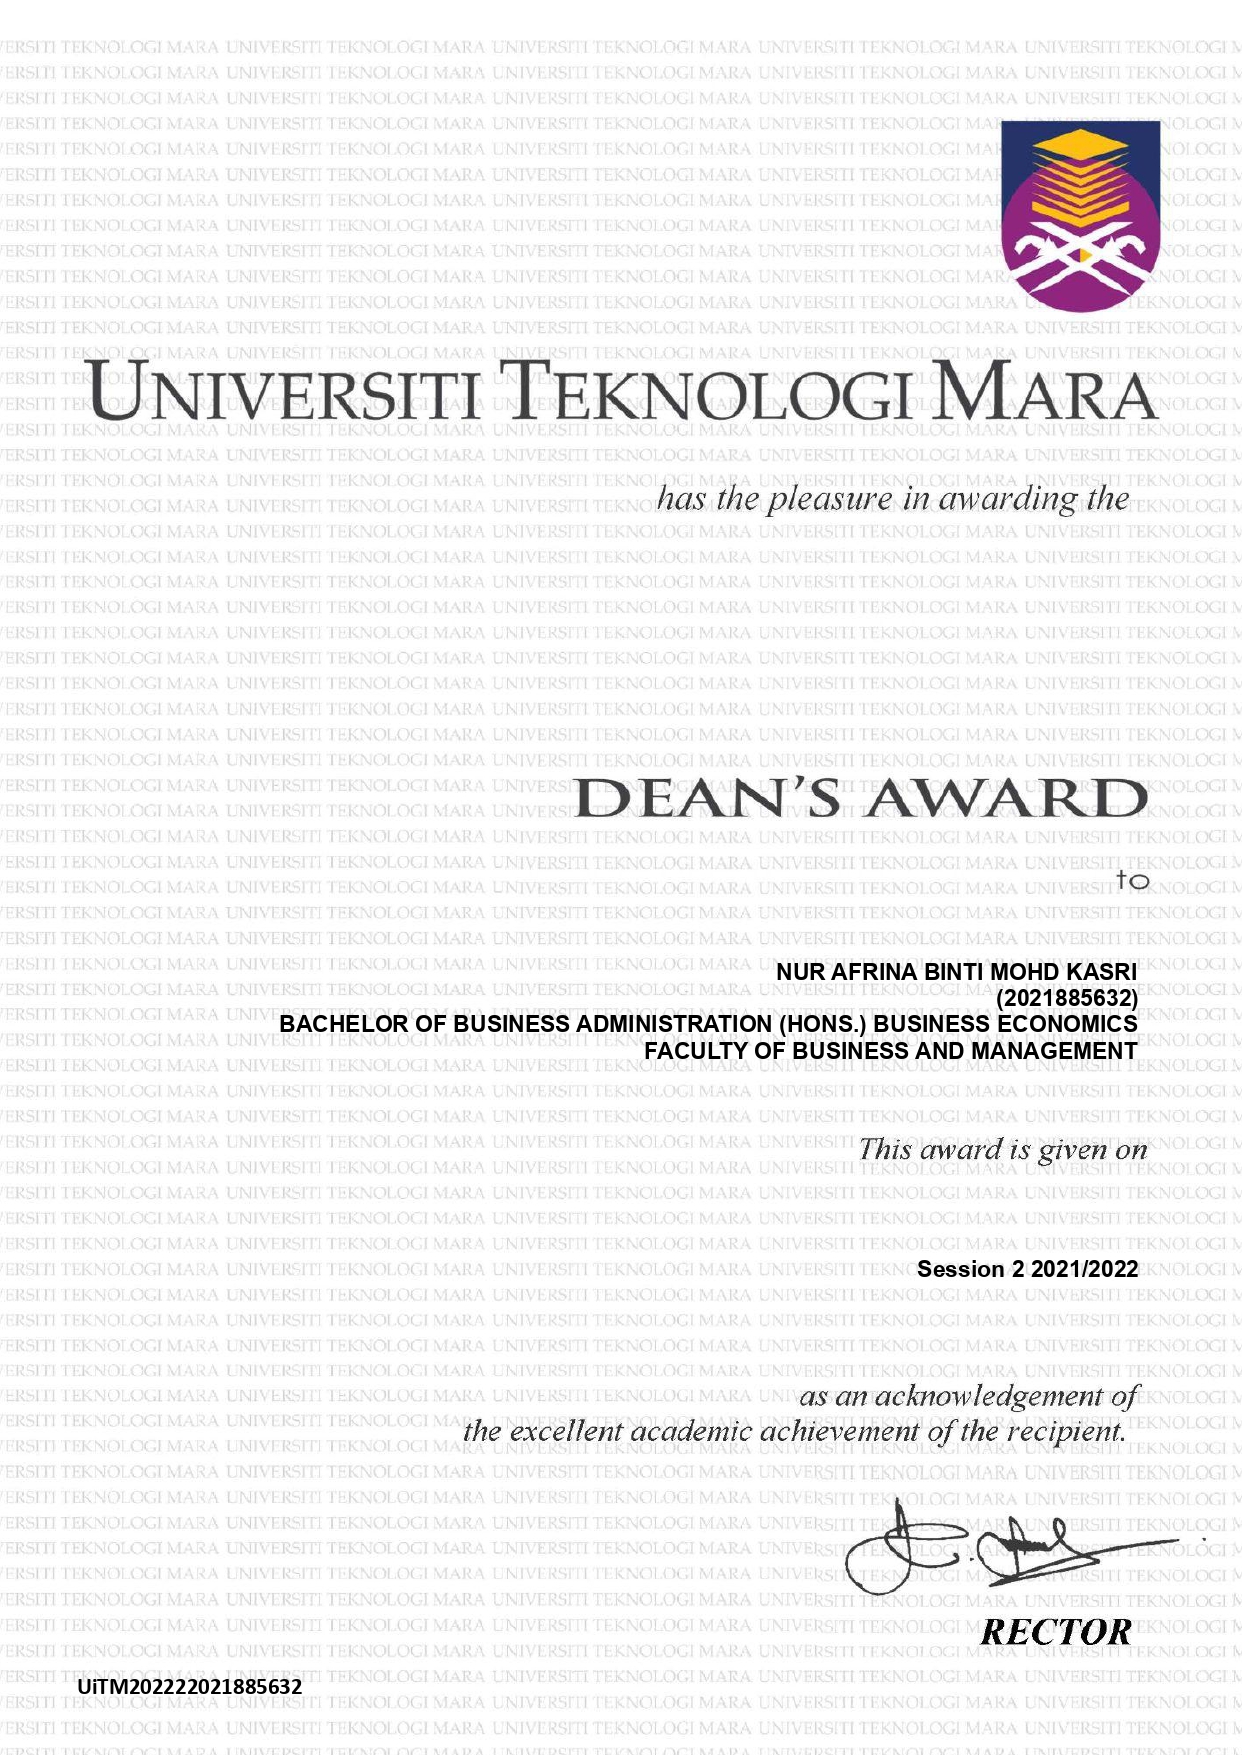 UNIVERSITI TEKNOLOGI MARA
has the pleasure in awarding the
DEAN'S AWARD
to
NUR AFRINA BINTI MOHD KASRI
(2021885632)
BACHELOR OF BUSINESS ADMINISTRATION (HONS.) BUSINESS ECONOMICS
FACULTY OF BUSINESS AND MANAGEMENT
This award is given on
Session 2 2021/2022
as an acknowledgement of
the excellent academic achievement of the recipient.
RECTOR
UiTM202222021885632